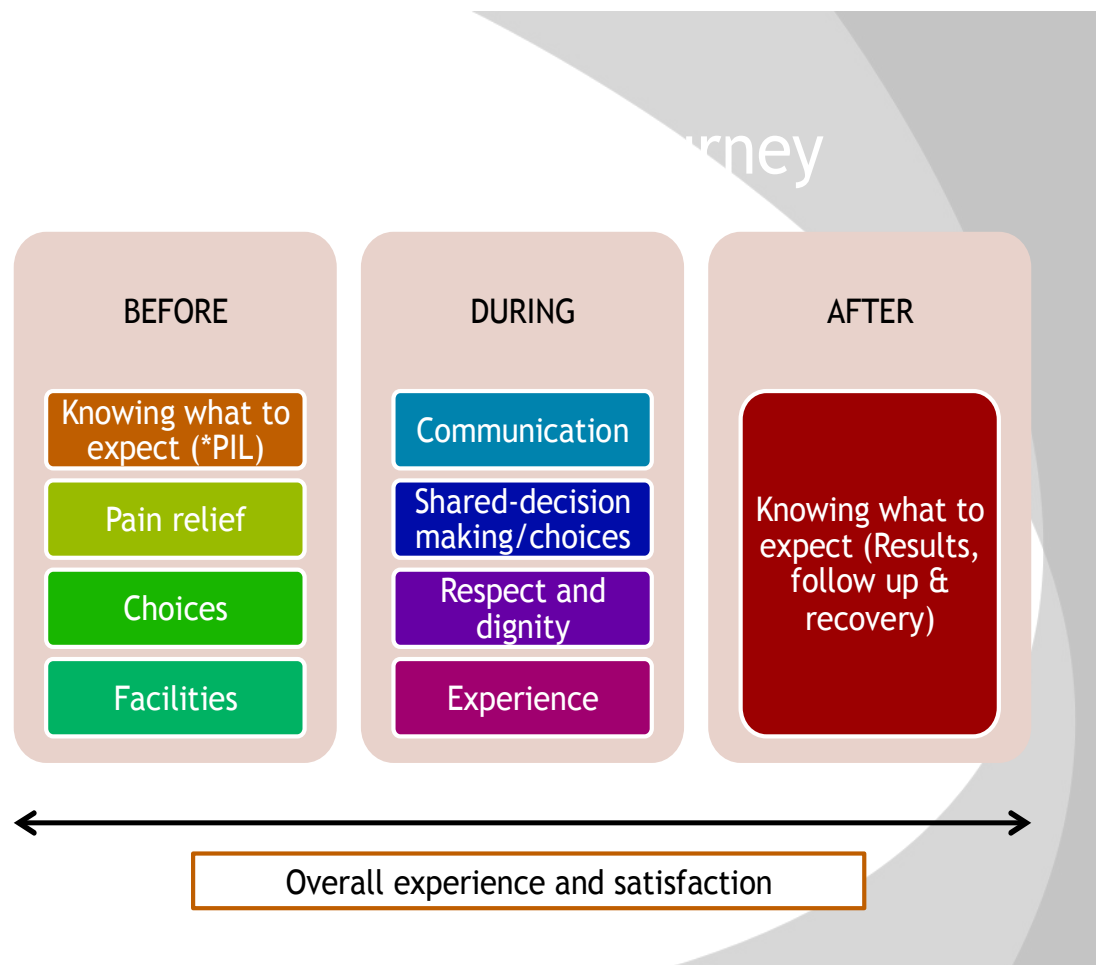 BEFORE
Knowing what to
expect (*PIL)
Pain relief
Choices
Facilities
DURING
Communication
Shared-decision
making/choices
Respect and
dignity
Experience
AFTER
Knowing what to
expect (Results,
follow up &
recovery)
Overall experience and satisfaction